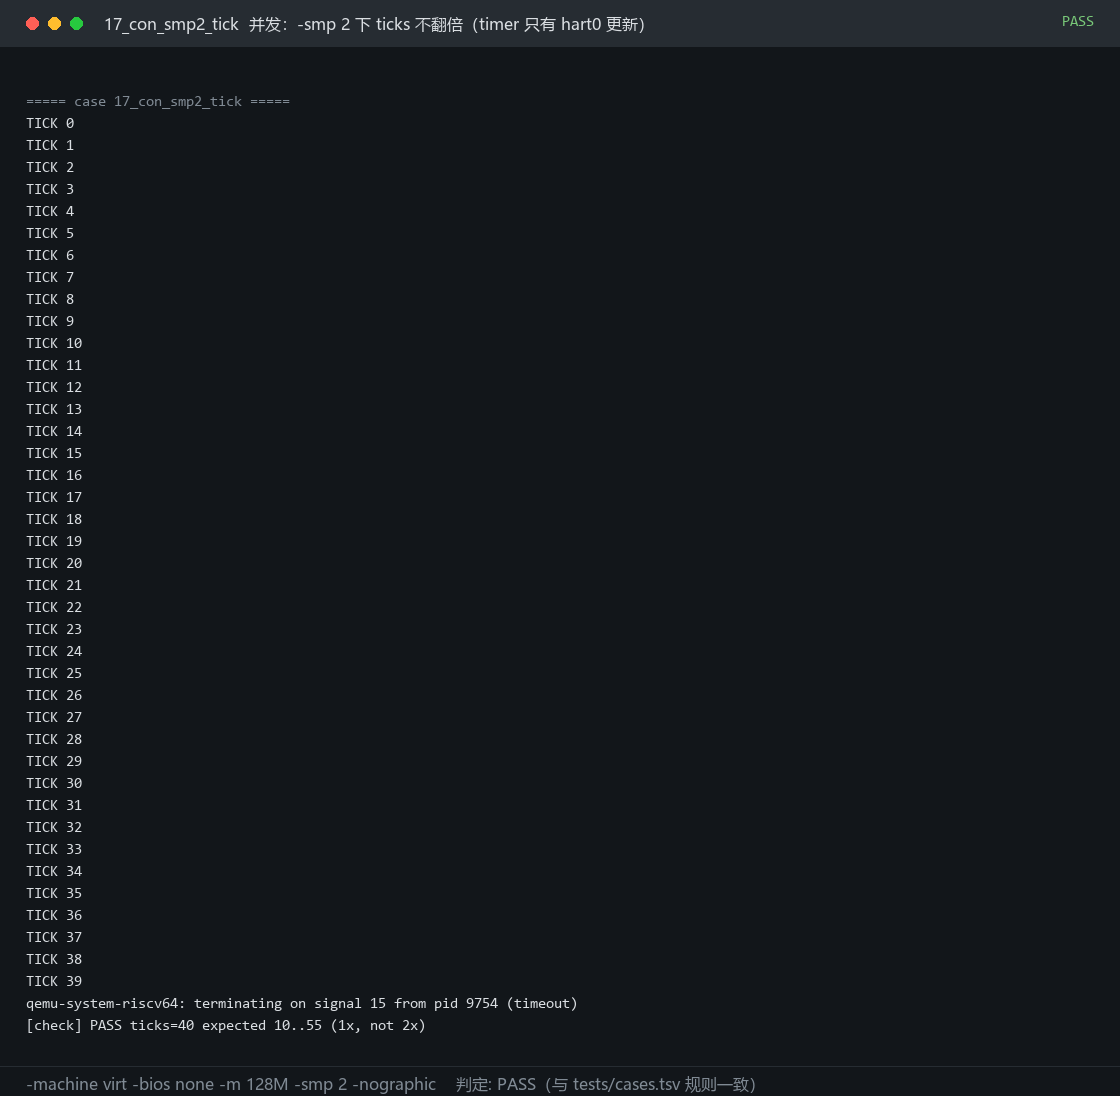 17_con_smp2_tick 并发：-smp 2 下 ticks 不翻倍（timer 只有 hart0 更新）
PASS
===== case 17_con_smp2_tick =====
TICK 0
TICK 1
TICK 2
TICK 3
TICK 4
TICK 5
TICK 6
TICK 7
TICK 8
TICK 9
TICK 10
TICK 11
TICK 12
TICK 13
TICK 14
TICK 15
TICK 16
TICK 17
TICK 18
TICK 19
TICK 20
TICK 21
TICK 22
TICK 23
TICK 24
TICK 25
TICK 26
TICK 27
TICK 28
TICK 29
TICK 30
TICK 31
TICK 32
TICK 33
TICK 34
TICK 35
TICK 36
TICK 37
TICK 38
TICK 39
qemu-system-riscv64: terminating on signal 15 from pid 9754 (timeout)
[check] PASS ticks=40 expected 10..55 (1x, not 2x)
-machine virt -bios none -m 128M -smp 2 -nographic 判定: PASS（与 tests/cases.tsv 规则一致）